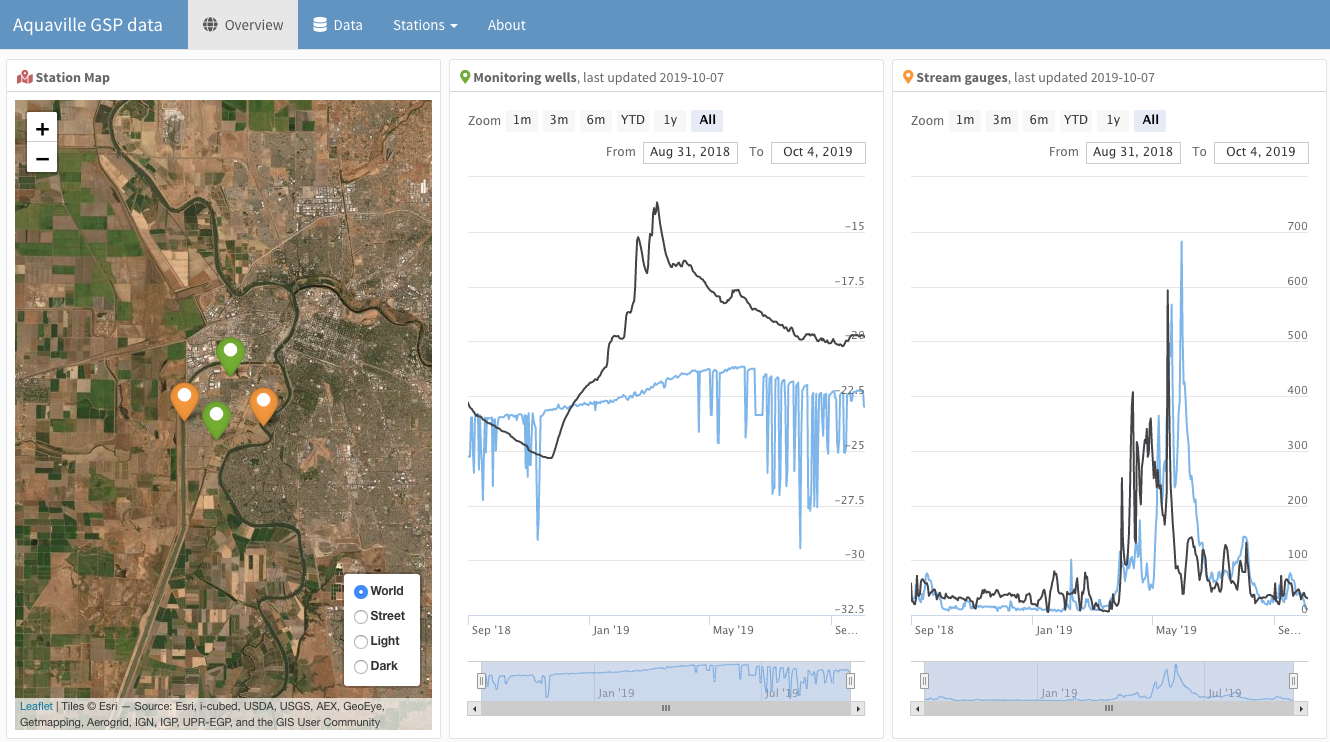 Aquaville GSP data Overview Data Stations About
Station Map
+
−
World
Street
Light
Dark
Leaflet | Tiles © Esri — Source: Esri, i-cubed, USDA, USGS, AEX, GeoEye,
Getmapping, Aerogrid, IGN, IGP, UPR-EGP, and the GIS User Community
Monitoring wells, last updated 2019-10-07
Zoom 1m 3m 6m YTD 1y All
From Aug 31, 2018 To Oct 4, 2019
−15
−17.5
−20
−22.5
−25
−27.5
−30
−32.5
Sep '18 Jan '19 May '19 Se...
Jan '19 Jul '19
Stream gauges, last updated 2019-10-07
Zoom 1m 3m 6m YTD 1y All
From Aug 31, 2018 To Oct 4, 2019
700
600
500
400
300
200
100
0
Sep '18 Jan '19 May '19 Se...
Jan '19 Jul '19